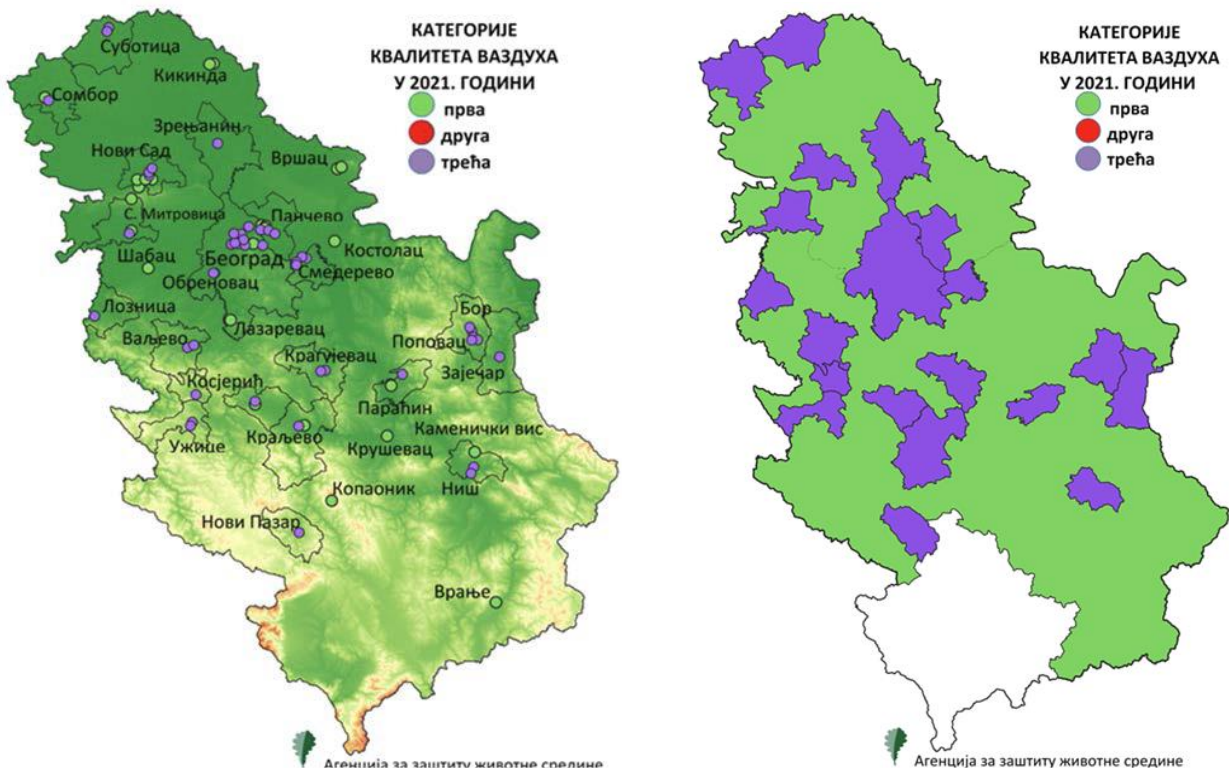 КАТЕГОРИЈЕ
КВАЛИТЕТА ВАЗДУХА
У 2021. ГОДИНИ
прва
друга
трећа
Суботица
Кикинда
Сомбор
Зрењанин
Нови Сад
Вршац
С. Митровица
Панчево
Шабац
Београд
Костолац
Обреновац
Смедерево
Лозница
Лазаревац
Бор
Ваљево
Поповац
Крагујевац
Зајечар
Косјерић
Параћин
Каменички вис
Ужице
Краљево
Крушевац
Копаоник
Ниш
Нови Пазар
Врање
Агенција за заштиту животне средине
КАТЕГОРИЈЕ
КВАЛИТЕТА ВАЗДУХА
У 2021. ГОДИНИ
прва
друга
трећа
Агенција за заштиту животне средине